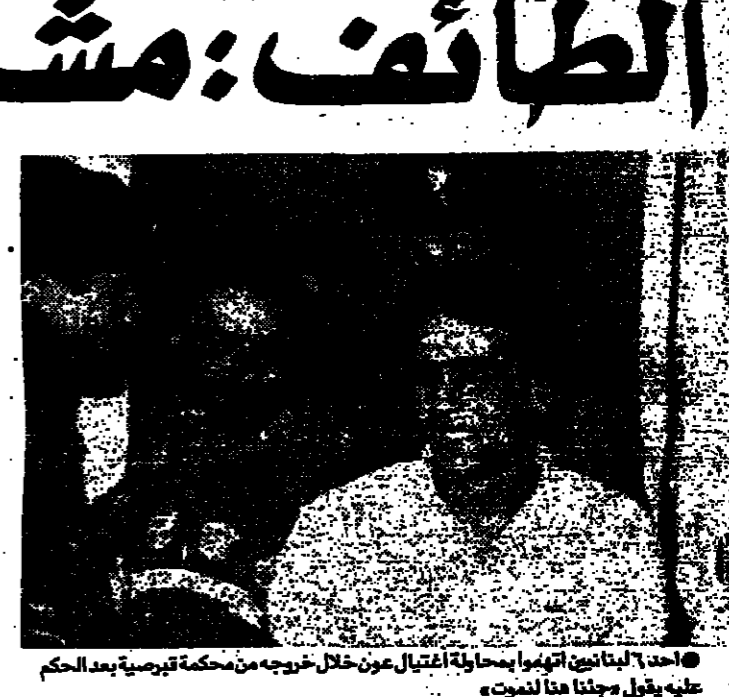 الطائف: مشـ
● احد ٦ لبنانيين اتهموا بمحاولة اغتيال عون خلال خروجه من محكمة قبرصية بعد الحكم
عليه يقول «جئنا هنا لنموت»